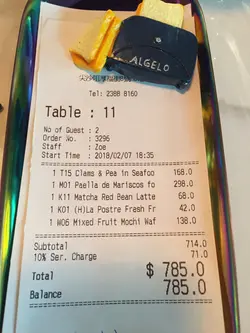 ALGELO
Tel: 2388 8160
Table : 11
No of Guest : 2
Order No. : 3296
Staff : Zoe
Start Time : 2018/02/07 18:35
1 T15 Clams & Pea in Seafoo 168.0
1 M01 Paella de Mariscos fo 298.0
1 K11 Matcha Red Bean Latte 68.0
1 K01 (H)La Postre Fresh Fr 42.0
1 W06 Mixed Fruit Mochi Waf 138.0
Subtotal 714.0
10% Ser. Charge 71.0
Total $ 785.0
Balance 785.0